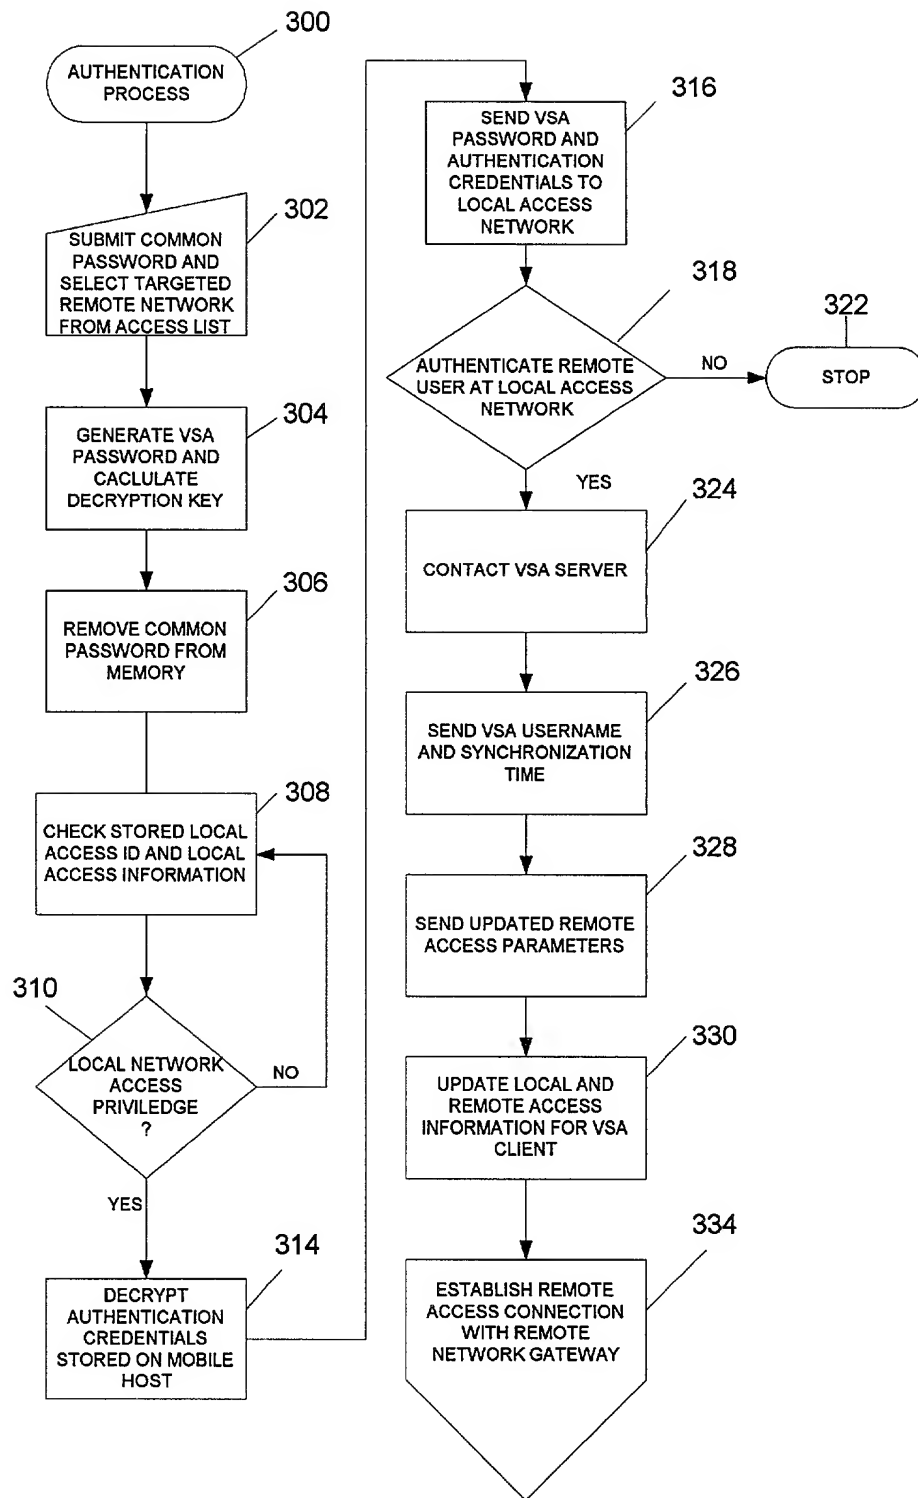 300
AUTHENTICATION
PROCESS
302
SUBMIT COMMON
PASSWORD AND
SELECT TARGETED
REMOTE NETWORK
FROM ACCESS LIST
304
GENERATE VSA
PASSWORD AND
CACLULATE
DECRYPTION KEY
306
REMOVE COMMON
PASSWORD FROM
MEMORY
308
CHECK STORED LOCAL
ACCESS ID AND LOCAL
ACCESS INFORMATION
310
LOCAL NETWORK
ACCESS
PRIVILEDGE
?
NO
YES
314
DECRYPT
AUTHENTICATION
CREDENTIALS
STORED ON MOBILE
HOST
316
SEND VSA
PASSWORD AND
AUTHENTICATION
CREDENTIALS TO
LOCAL ACCESS
NETWORK
318
AUTHENTICATE REMOTE
USER AT LOCAL ACCESS
NETWORK
NO
322
STOP
YES
324
CONTACT VSA SERVER
326
SEND VSA USERNAME
AND SYNCHRONIZATION
TIME
328
SEND UPDATED REMOTE
ACCESS PARAMETERS
330
UPDATE LOCAL AND
REMOTE ACCESS
INFORMATION FOR VSA
CLIENT
334
ESTABLISH REMOTE
ACCESS CONNECTION
WITH REMOTE
NETWORK GATEWAY